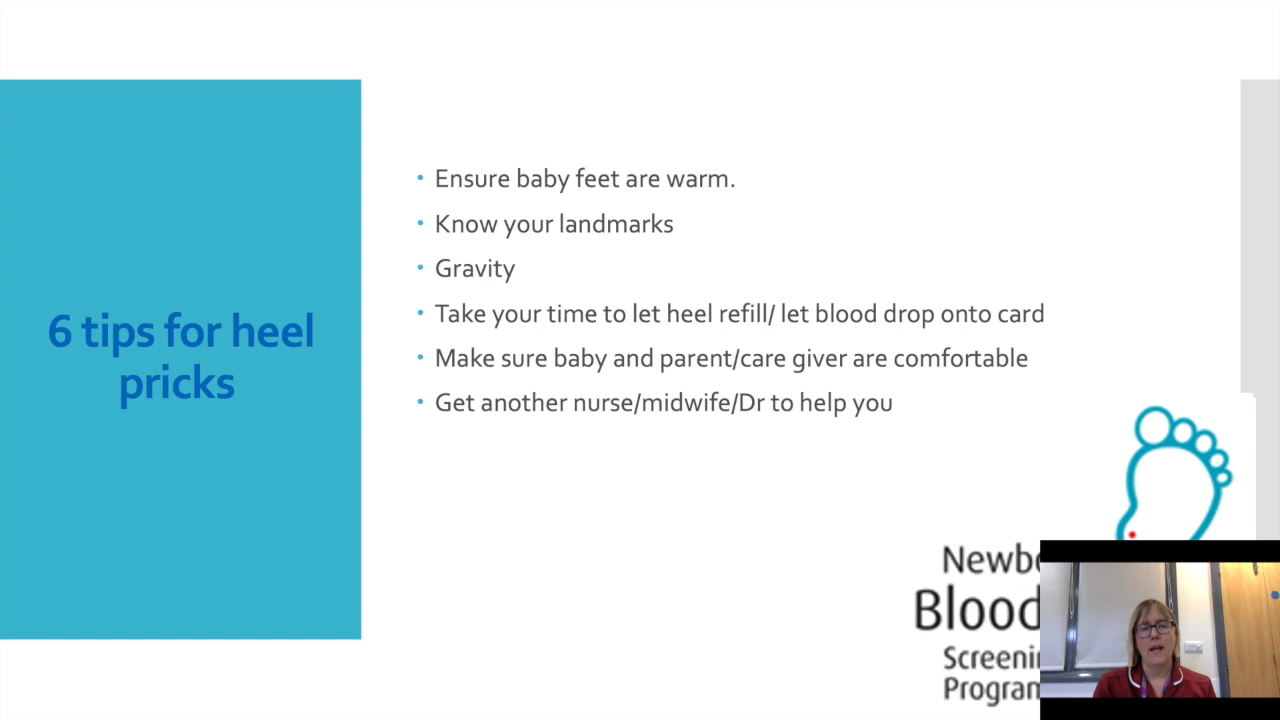 6 tips for heel
pricks
Ensure baby feet are warm.
Know your landmarks
Gravity
Take your time to let heel refill/ let blood drop onto card
Make sure baby and parent/care giver are comfortable
Get another nurse/midwife/Dr to help you
Blood